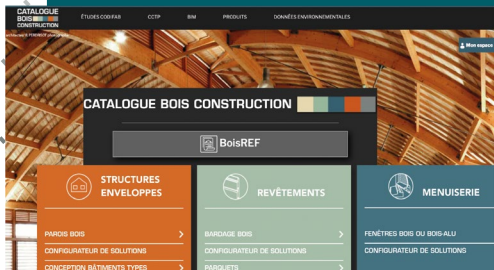 CATALOGUE
BOIS
CONSTRUCTION
ÉTUDES CODIFAB
CCTP
BIM
PRODUITS
DONNÉES ENVIRONNEMENTALES
Mon espace
CATALOGUE BOIS CONSTRUCTION
BoisREF
STRUCTURES
ENVELOPPES
PAROIS BOIS
CONFIGURATEUR DE SOLUTIONS
CONCEPTION BÂTIMENTS TYPES
REVÊTEMENTS
BARDAGE BOIS
CONFIGURATEUR DE SOLUTIONS
PARQUETS
MENUISERIE
FENÊTRES BOIS OU BOIS-ALU
CONFIGURATEUR DE SOLUTIONS